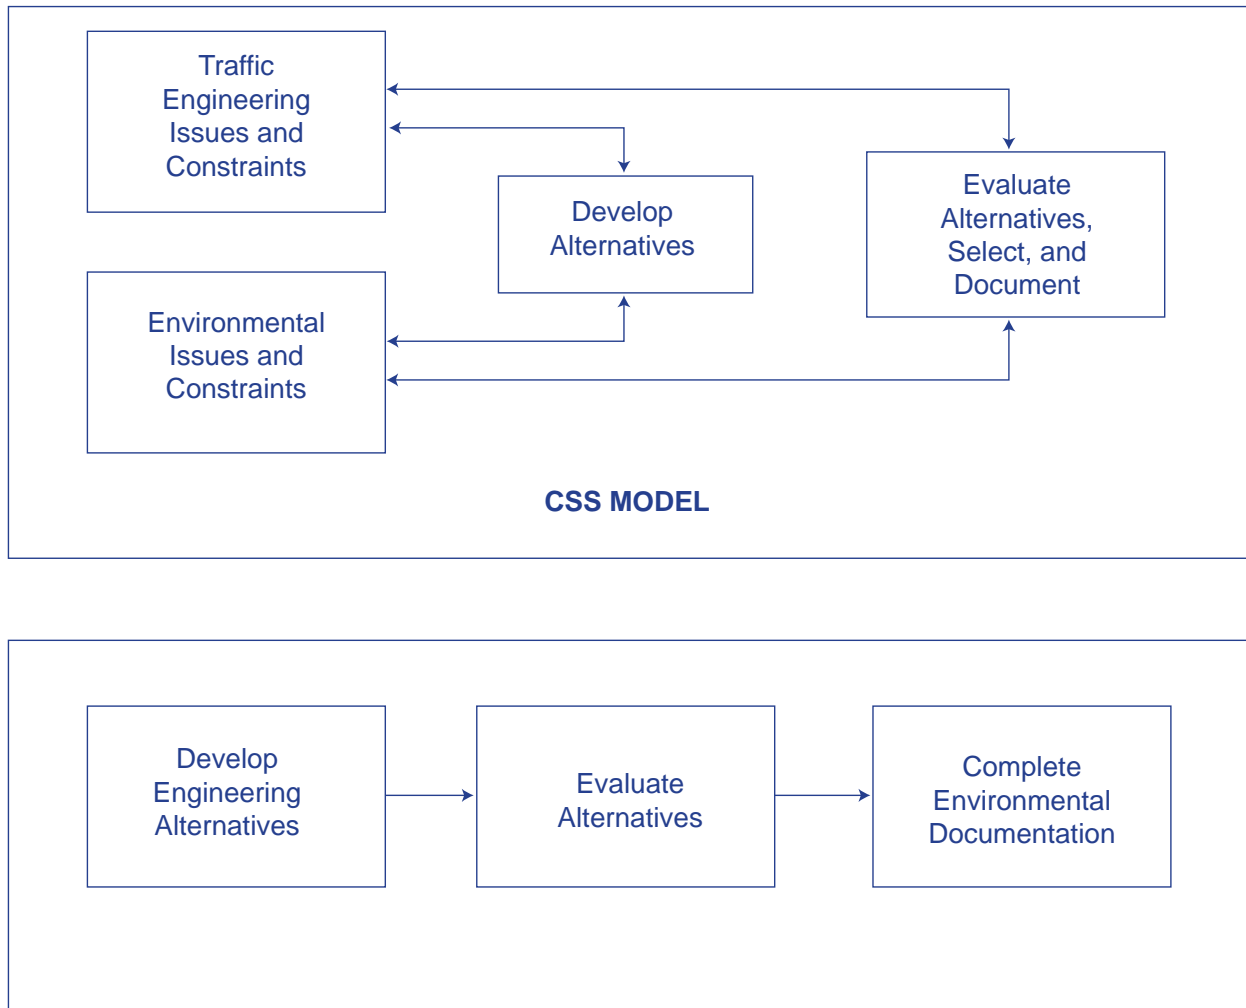 Traffic
Engineering
Issues and
Constraints
Develop
Alternatives
Evaluate
Alternatives,
Select, and
Document
Environmental
Issues and
Constraints
CSS MODEL
Develop
Engineering
Alternatives
Evaluate
Alternatives
Complete
Environmental
Documentation